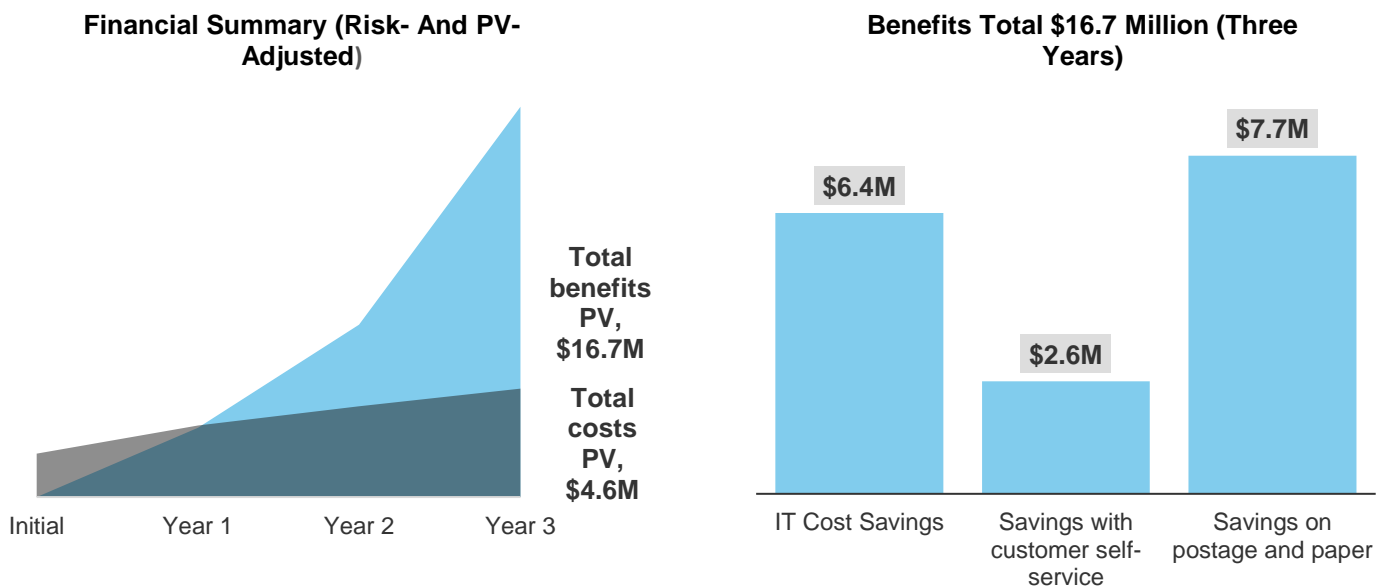 Financial Summary (Risk- And PV-
Adjusted)
Total
benefits
PV,
$16.7M
Total
costs
PV,
$4.6M
Initial
Year 1
Year 2
Year 3
Benefits Total $16.7 Million (Three
Years)
$6.4M
$2.6M
$7.7M
IT Cost Savings
Savings with
customer self-
service
Savings on
postage and paper